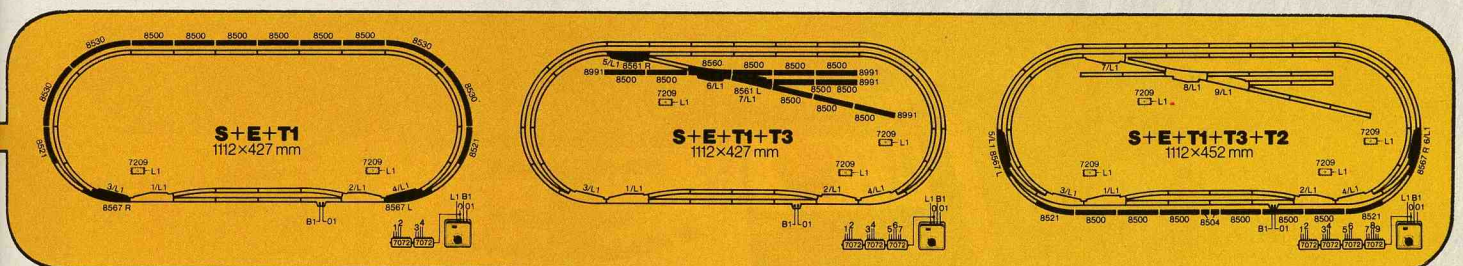 8530 8500 8500 8500 8500 8500 8500 8530
8530 8530
8521 8521
S+E+T1
1112×427 mm
7209 L1
7209 L1
3/L1 1/L1 2/L1 4/L1
8567 R 8567 L
B1 01
L1 B1
0 01
1 2 3 4
7072 7072
5/L1 8561 R 8560 8500 8500 8500
8991 8500 8500 6/L1 8561 L 8500 8500 8991
8991
7/L1 8500 8500 8500 8991
7209 L1
7209 L1
S+E+T1+T3
1112×427 mm
7209 L1
3/L1 1/L1 2/L1 4/L1
B1 01
L1 B1
0 01
1 2 3 4 5 6 7
7072 7072 7072
7/L1 8/L1 9/L1
7209 L1
7209 L1
S+E+T1+T3+T2
1112×452 mm
5/L1 8567 L
8567 R 6/L1
7209 L1
7209 L1
3/L1 1/L1 2/L1 4/L1
8521 8500 8500 8500 8504 8500 8500 8500 8521
B1 01
L1 B1
0 01
1 2 3 4 5 6 7 8 9
7072 7072 7072 7072